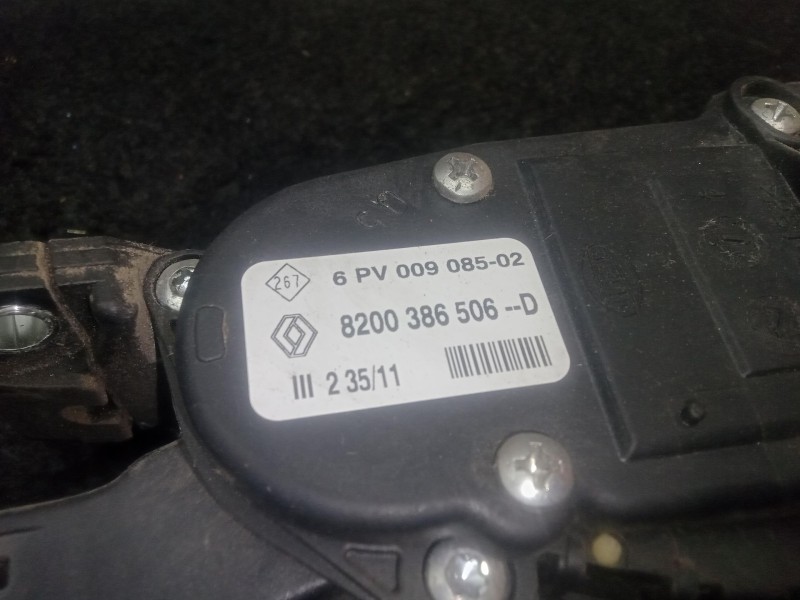 267
6 PV 009 085-02
8200 386 506 --D
III 2 35/11